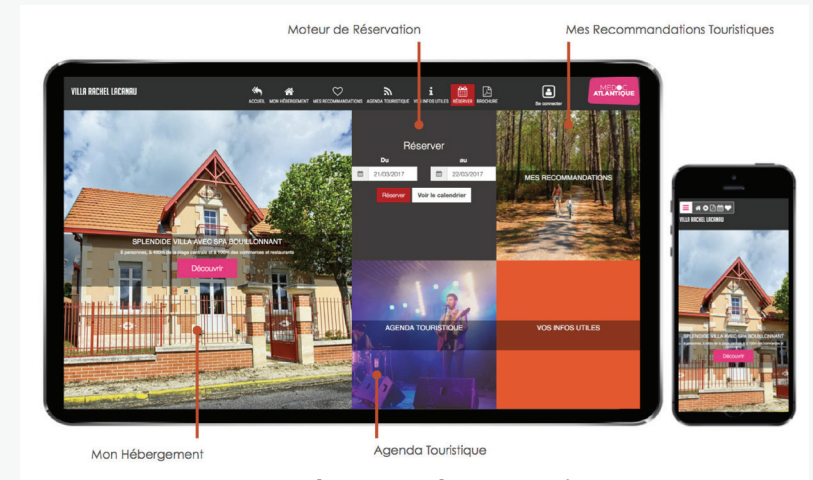 Moteur de Réservation
Mes Recommandations Touristiques
VILLA RACHEL LACANAU
ACCUEIL
MON HÉBERGEMENT
MES RECOMMANDATIONS
AGENDA TOURISTIQUE
VOS INFOS UTILES
RÉSERVER
BROCHURE
Se connecter
MEDOC
ATLANTIQUE
Réserver
Du
au
21/03/2017
22/03/2017
Réserver
Voir le calendrier
MES RECOMMANDATIONS
SPLENDIDE VILLA AVEC SPA BOUILLONNANT
Découvrir
AGENDA TOURISTIQUE
VOS INFOS UTILES
VILLA RACHEL LACANAU
SPLENDIDE VILLA AVEC SPA BOUILLONNANT
Découvrir
Mon Hébergement
Agenda Touristique